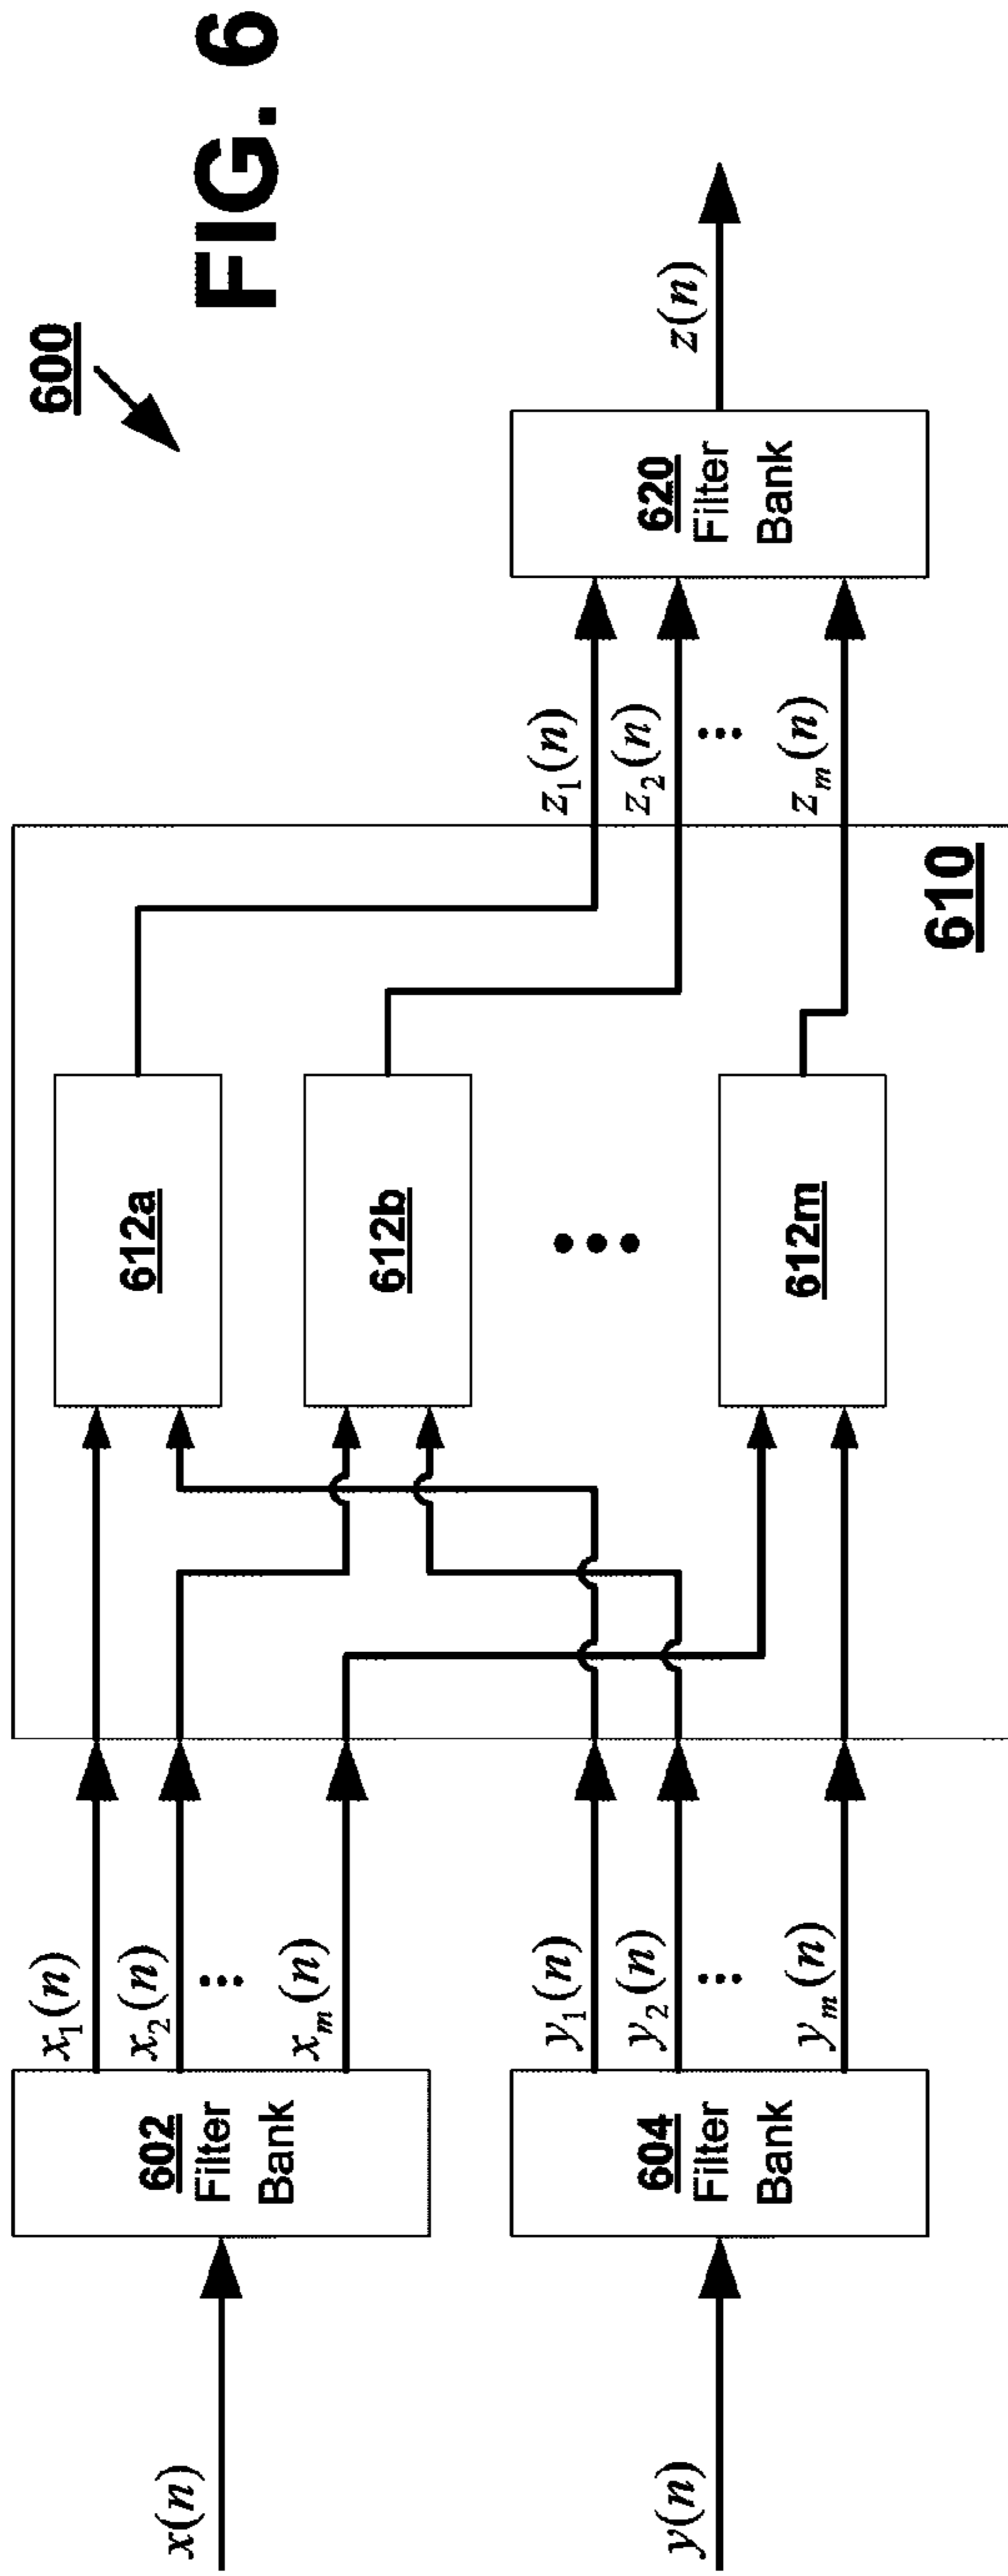 FIG. 6
600
x(n)
602
Filter
Bank
x₁(n)
x₂(n)
⋮
xₘ(n)
y(n)
604
Filter
Bank
y₁(n)
y₂(n)
⋮
yₘ(n)
612a
612b
⋮
612m
610
z₁(n)
z₂(n)
⋮
zₘ(n)
620
Filter
Bank
z(n)